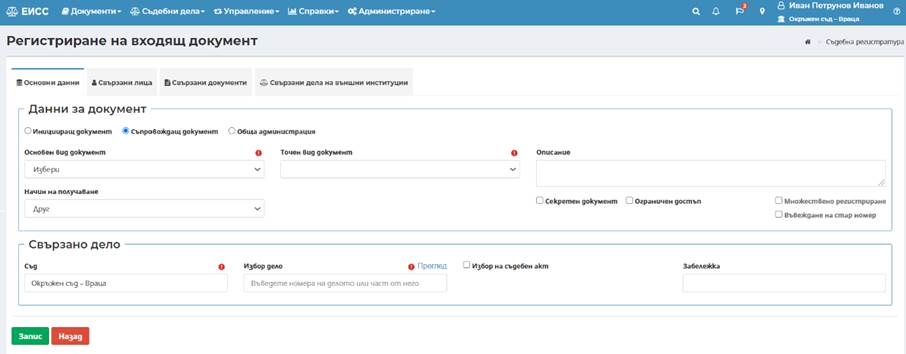 ЕИСС Документи Съдебни дела Управление Справки Администриране 2 Иван Петрунов Иванов
Окръжен съд – Враца
Регистриране на входящ документ
Съдебна регистратура
Основни данни Свързани лица Свързани документи Свързани дела на външни институции
Данни за документ
Иницииращ документ Съпровождащ документ Обща администрация
Основен вид документ Точен вид документ Описание
Избери
Начин на получаване
Секретен документ Ограничен достъп Множествено регистриране
Друг
Въвеждане на стар номер
Свързано дело
Съд Избор дело Преглед Избор на съдебен акт Забележка
Окръжен съд – Враца Въведете номера на делото или част от него
Запис Назад